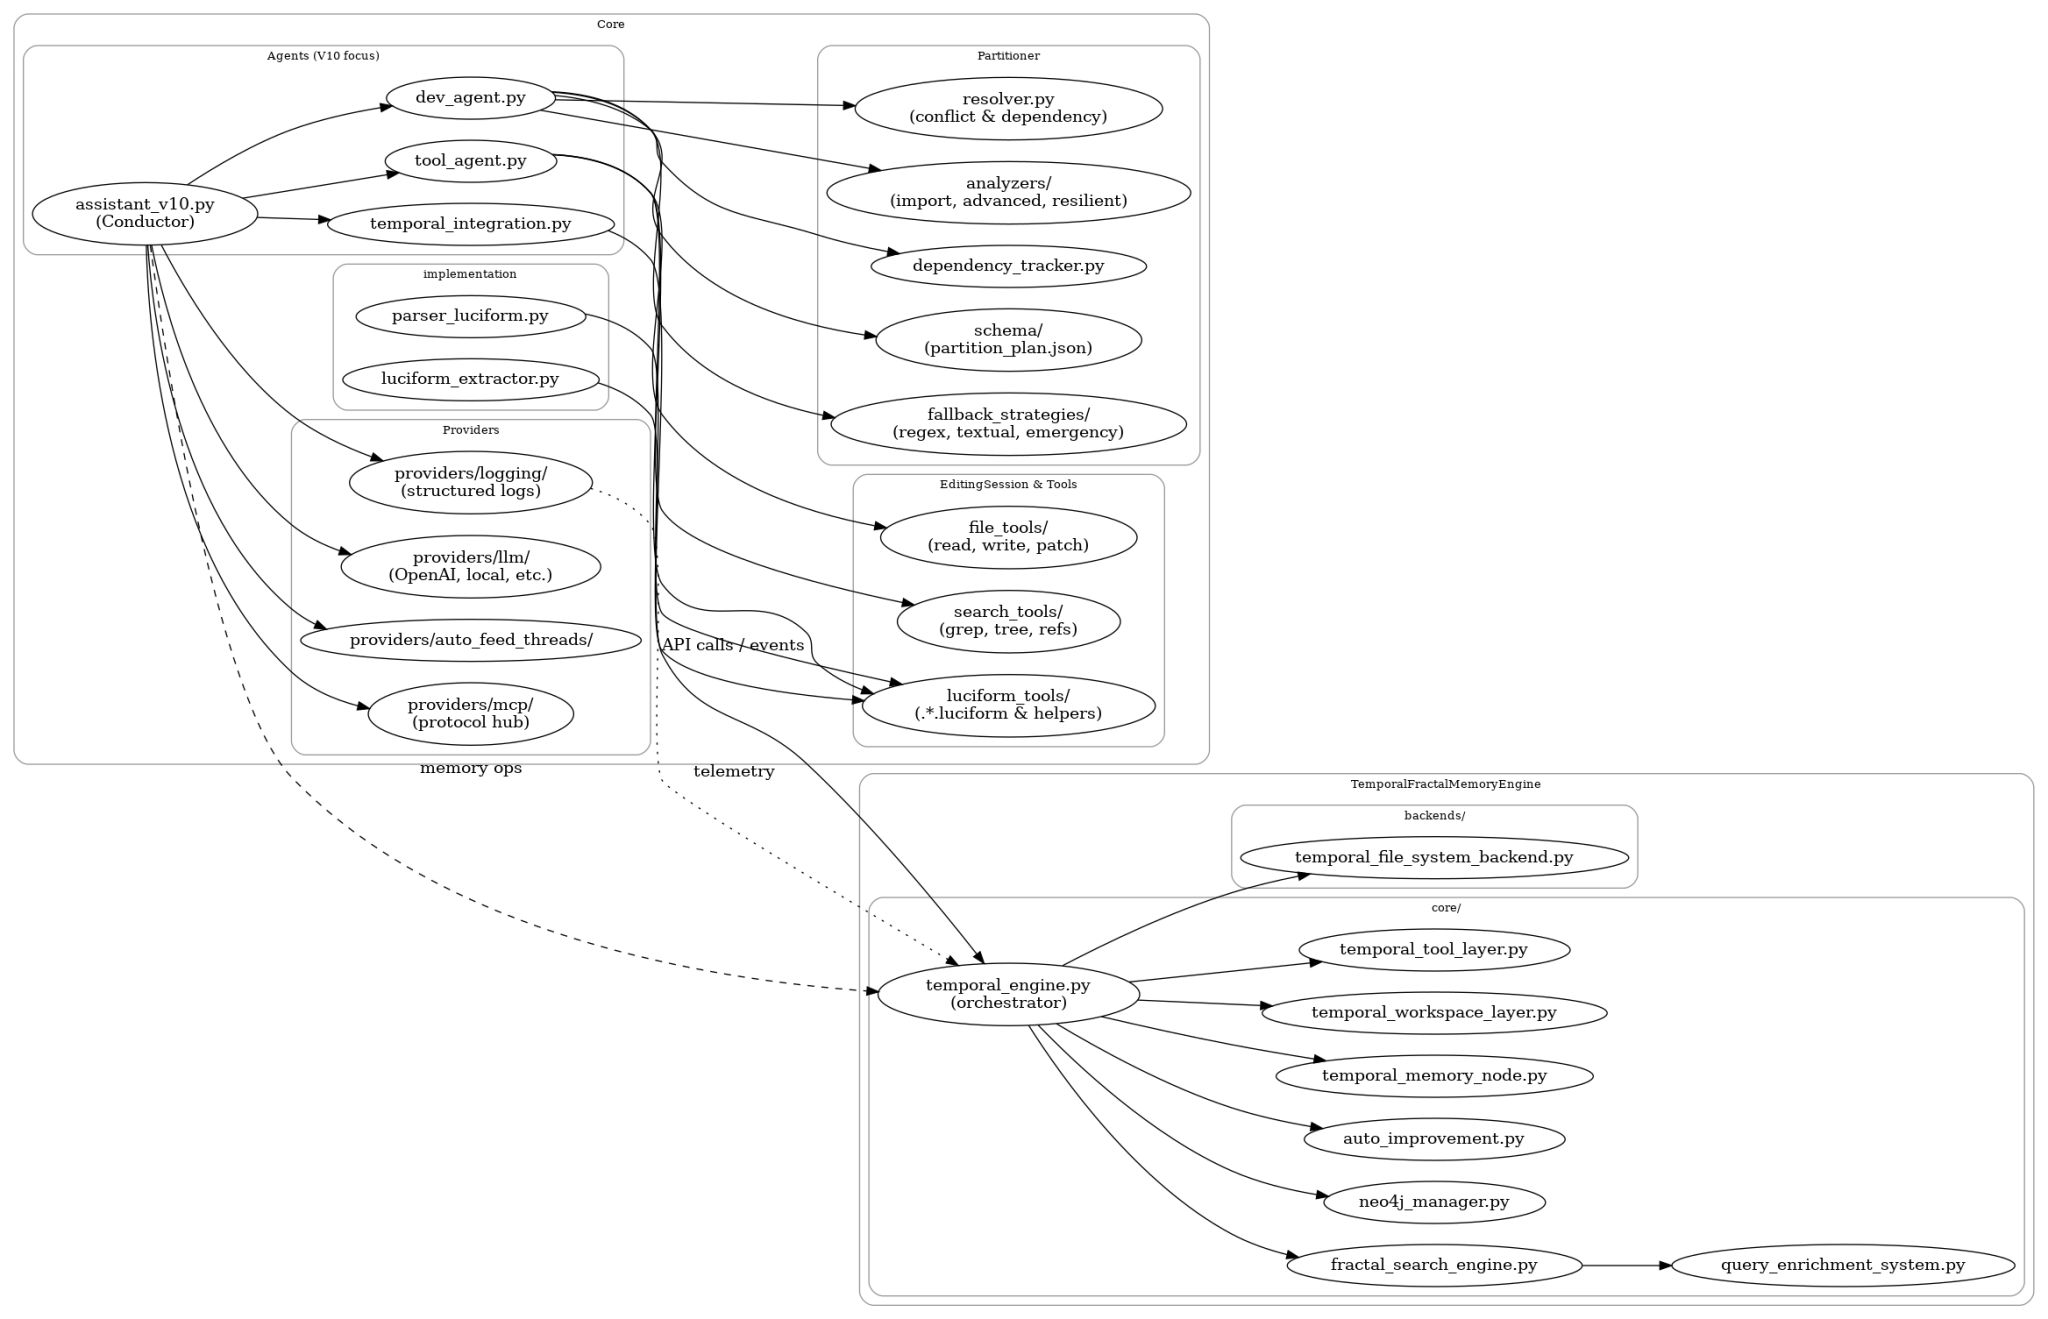 Core
Agents (V10 focus)
dev_agent.py
tool_agent.py
assistant_v10.py
(Conductor)
temporal_integration.py
implementation
parser_luciform.py
luciform_extractor.py
Providers
providers/logging/
(structured logs)
providers/llm/
(OpenAI, local, etc.)
providers/auto_feed_threads/
providers/mcp/
(protocol hub)
Partitioner
resolver.py
(conflict & dependency)
analyzers/
(import, advanced, resilient)
dependency_tracker.py
schema/
(partition_plan.json)
fallback_strategies/
(regex, textual, emergency)
EditingSession & Tools
file_tools/
(read, write, patch)
search_tools/
(grep, tree, refs)
API calls / events
luciform_tools/
(.*.luciform & helpers)
memory ops
telemetry
TemporalFractalMemoryEngine
backends/
temporal_file_system_backend.py
core/
temporal_tool_layer.py
temporal_engine.py
(orchestrator)
temporal_workspace_layer.py
temporal_memory_node.py
auto_improvement.py
neo4j_manager.py
fractal_search_engine.py
query_enrichment_system.py